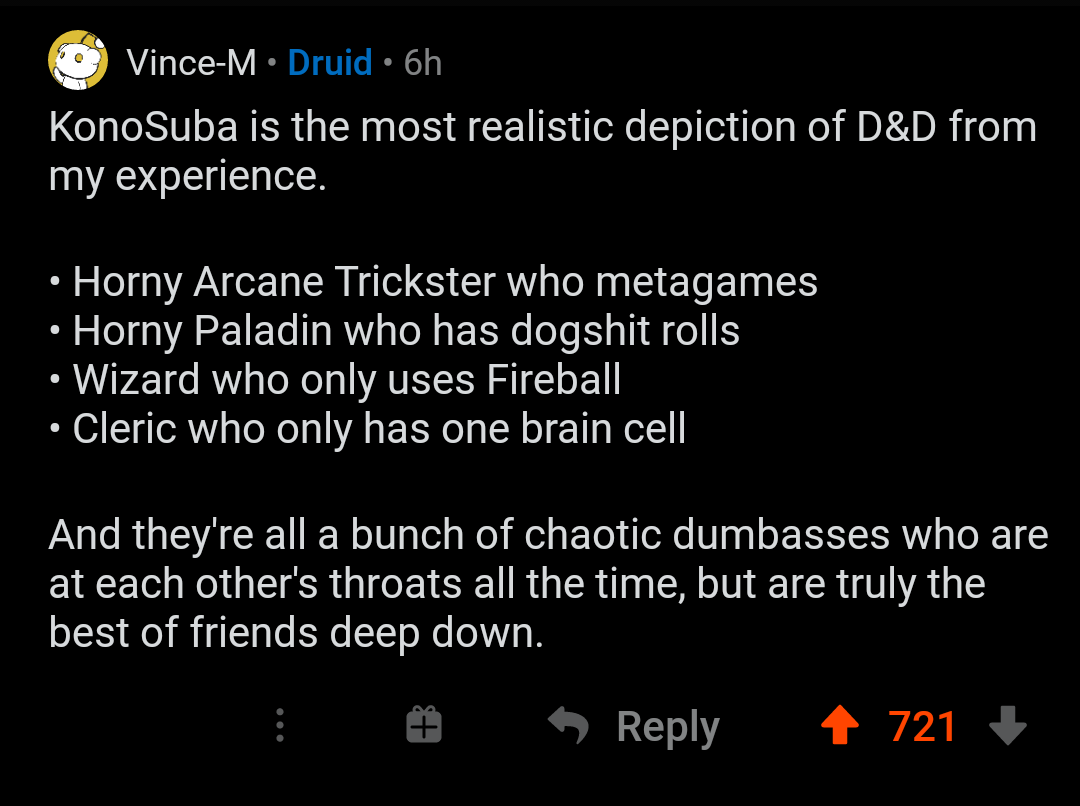 Vince-M • Druid • 6h
KonoSuba is the most realistic depiction of D&D from
my experience.
• Horny Arcane Trickster who metagames
• Horny Paladin who has dogshit rolls
• Wizard who only uses Fireball
• Cleric who only has one brain cell
And they're all a bunch of chaotic dumbasses who are
at each other's throats all the time, but are truly the
best of friends deep down.
Reply 721